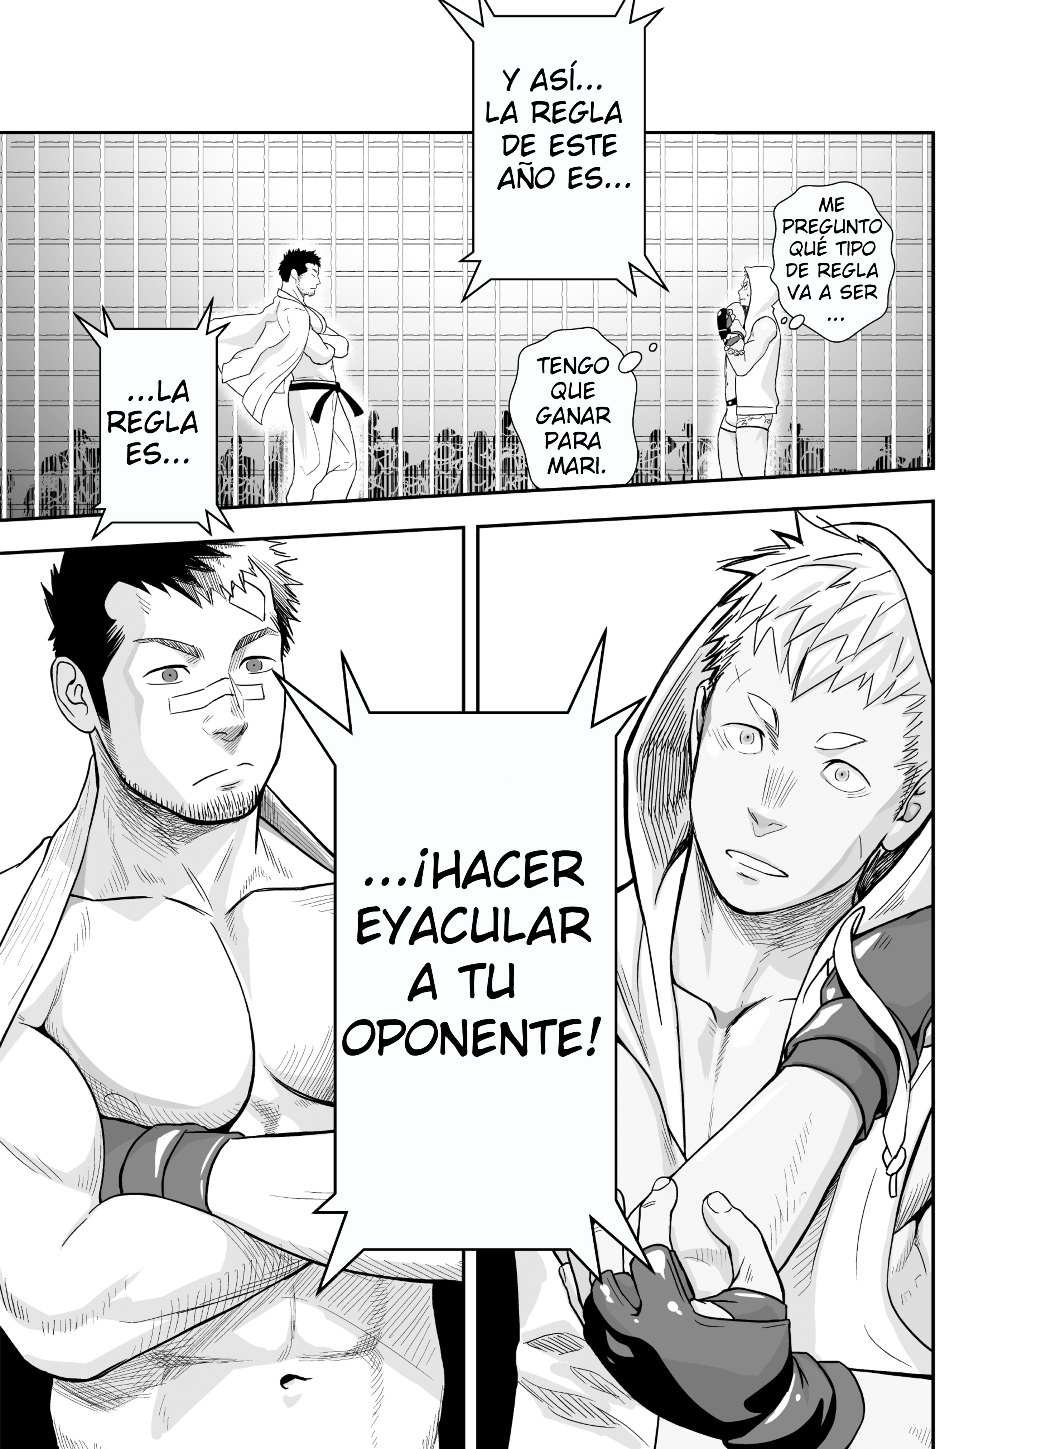 Y ASÍ...
LA REGLA
DE ESTE
AÑO ES...
ME
PREGUNTO
QUÉ TIPO
DE REGLA
VA A SER
...
TENGO
QUE
GANAR
PARA
MARI.
...LA
REGLA
ES...
...¡HACER
EYACULAR
A TU
OPONENTE!